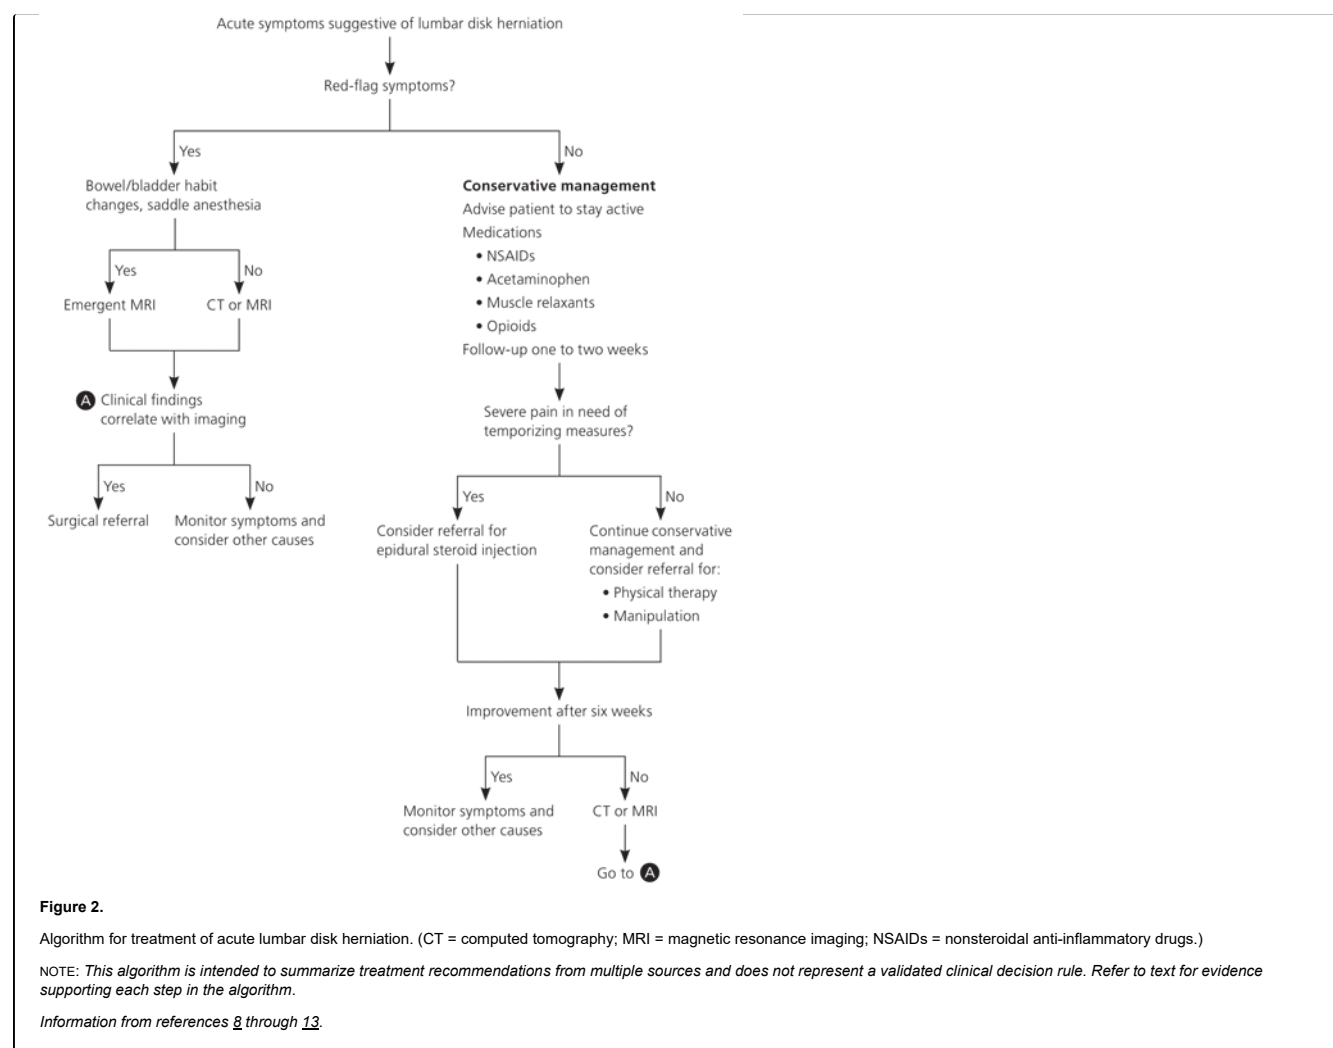 Acute symptoms suggestive of lumbar disk herniation
Red-flag symptoms?
Yes
No
Bowel/bladder habit
changes, saddle anesthesia
Yes
No
Emergent MRI
CT or MRI
A Clinical findings
correlate with imaging
Yes
No
Surgical referral
Monitor symptoms and
consider other causes
Conservative management
Advise patient to stay active
Medications
• NSAIDs
• Acetaminophen
• Muscle relaxants
• Opioids
Follow-up one to two weeks
Severe pain in need of
temporizing measures?
Yes
No
Consider referral for
epidural steroid injection
Continue conservative
management and
consider referral for:
• Physical therapy
• Manipulation
Improvement after six weeks
Yes
No
Monitor symptoms and
consider other causes
CT or MRI
Go to A
Figure 2.
Algorithm for treatment of acute lumbar disk herniation. (CT = computed tomography; MRI = magnetic resonance imaging; NSAIDs = nonsteroidal anti-inflammatory drugs.)
NOTE: This algorithm is intended to summarize treatment recommendations from multiple sources and does not represent a validated clinical decision rule. Refer to text for evidence
supporting each step in the algorithm.
Information from references 8 through 13.